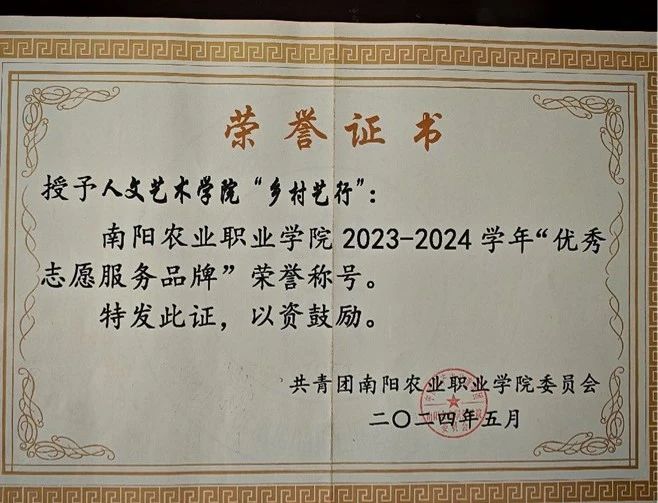 荣誉证书
授予人文艺术学院“乡村艺行”：
南阳农业职业学院2023-2024学年“优秀
志愿服务品牌”荣誉称号。
特发此证，以资鼓励。
共青团南阳农业职业学院委员会
二〇二四年五月